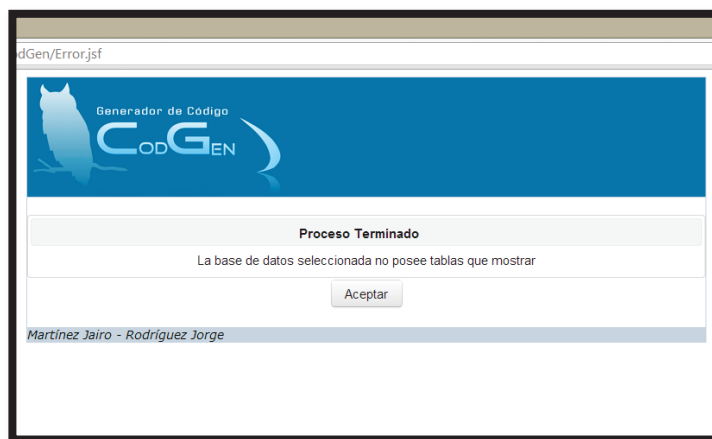 dGen/Error.jsf
Generador de Código
CODGEN
Proceso Terminado
La base de datos seleccionada no posee tablas que mostrar
Aceptar
Martínez Jairo - Rodríguez Jorge